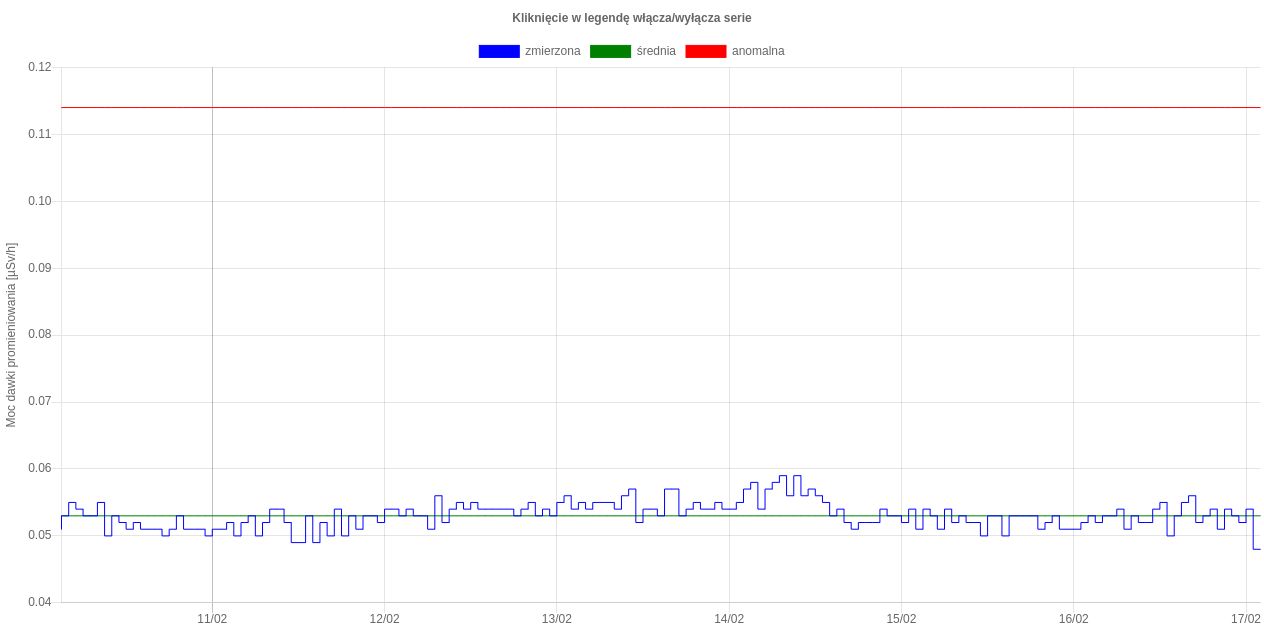 Kliknięcie w legendę włącza/wyłącza serie
zmierzona średnia anomalna
Moc dawki promieniowania [µSv/h]
0.12
0.11
0.10
0.09
0.08
0.07
0.06
0.05
0.04
11/02 12/02 13/02 14/02 15/02 16/02 17/02